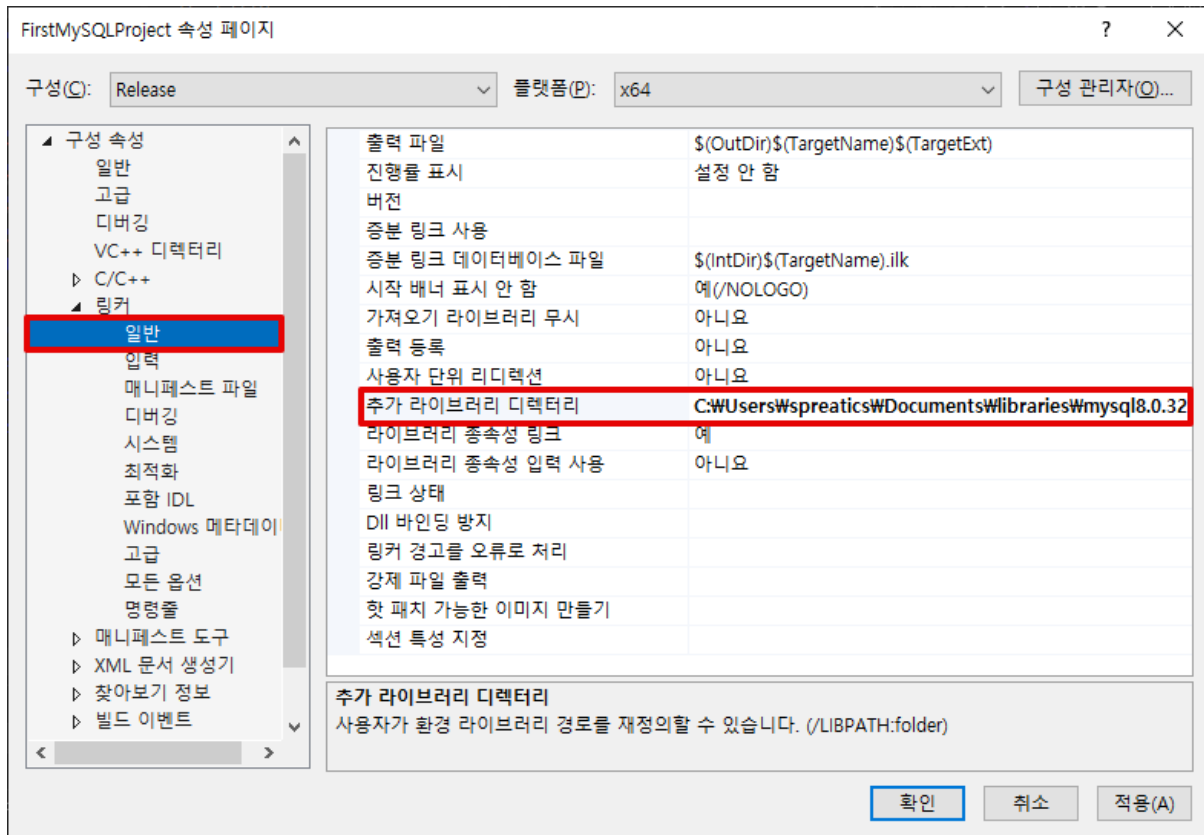 FirstMySQLProject 속성 페이지 ?
구성(C): Release 플랫폼(P): x64 구성 관리자(O)...
구성 속성
일반
고급
디버깅
VC++ 디렉터리
C/C++
링커
일반
입력
매니페스트 파일
디버깅
시스템
최적화
포함 IDL
Windows 메타데이
고급
모든 옵션
명령줄
매니페스트 도구
XML 문서 생성기
찾아보기 정보
빌드 이벤트
출력 파일 $(OutDir)$(TargetName)$(TargetExt)
진행률 표시 설정 안 함
버전
증분 링크 사용
증분 링크 데이터베이스 파일 $(IntDir)$(TargetName).ilk
시작 배너 표시 안 함 예(/NOLOGO)
가져오기 라이브러리 무시 아니요
출력 등록 아니요
사용자 단위 리디렉션 아니요
추가 라이브러리 디렉터리 C:₩Users₩spreatics₩Documents₩libraries₩mysql8.0.32
라이브러리 종속성 링크 예
라이브러리 종속성 입력 사용 아니요
링크 상태
Dll 바인딩 방지
링커 경고를 오류로 처리
강제 파일 출력
핫 패치 가능한 이미지 만들기
섹션 특성 지정
추가 라이브러리 디렉터리
사용자가 환경 라이브러리 경로를 재정의할 수 있습니다. (/LIBPATH:folder)
확인 취소 적용(A)